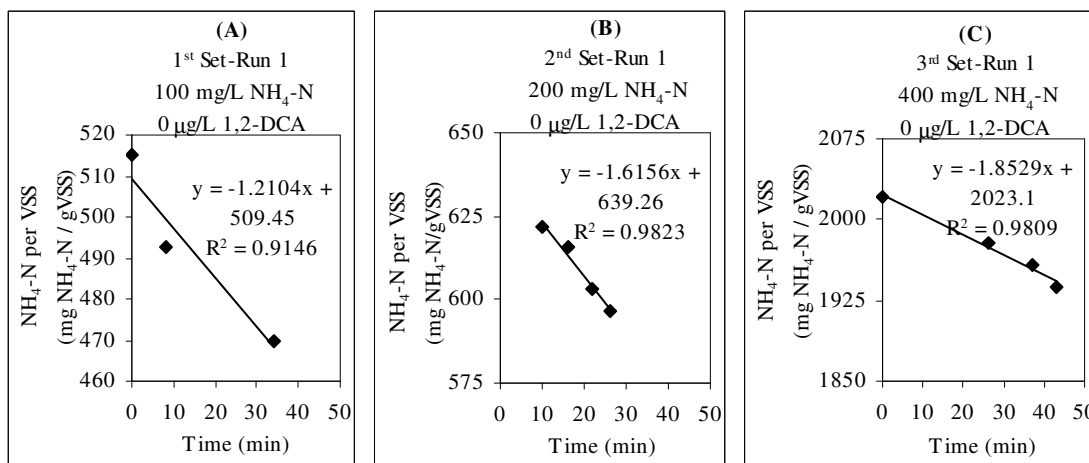 (A)
1st Set-Run 1
100 mg/L NH4-N
0 µg/L 1,2-DCA
NH4-N per VSS
(mg NH4-N / gVSS)
520
510
500
490
480
470
460
y = -1.2104x +
509.45
R2 = 0.9146
0 10 20 30 40 50
Time (min)
(B)
2nd Set-Run 1
200 mg/L NH4-N
0 µg/L 1,2-DCA
NH4-N per VSS
(mg NH4-N/gVSS)
650
625
600
575
y = -1.6156x +
639.26
R2 = 0.9823
0 10 20 30 40 50
Time (min)
(C)
3rd Set-Run 1
400 mg/L NH4-N
0 µg/L 1,2-DCA
NH4-N per VSS
(mg NH4-N / gVSS)
2075
2000
1925
1850
y = -1.8529x +
2023.1
R2 = 0.9809
0 10 20 30 40 50
Time (min)